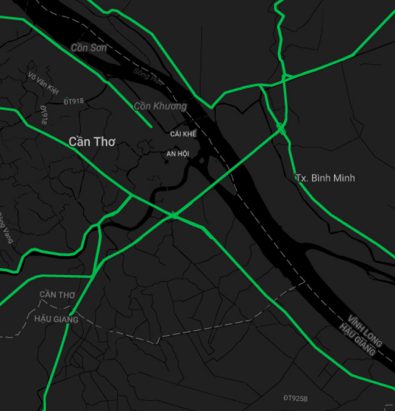 Cồn Sơn
Võ Văn Kiệt
ĐT918
ĐT918
Cồn Khương
CÁI KHẾ
Cần Thơ
AN HỘI
Tx. Bình Minh
CẦN THƠ
HẬU GIANG
VĨNH LONG
HẬU GIANG
ĐT925B